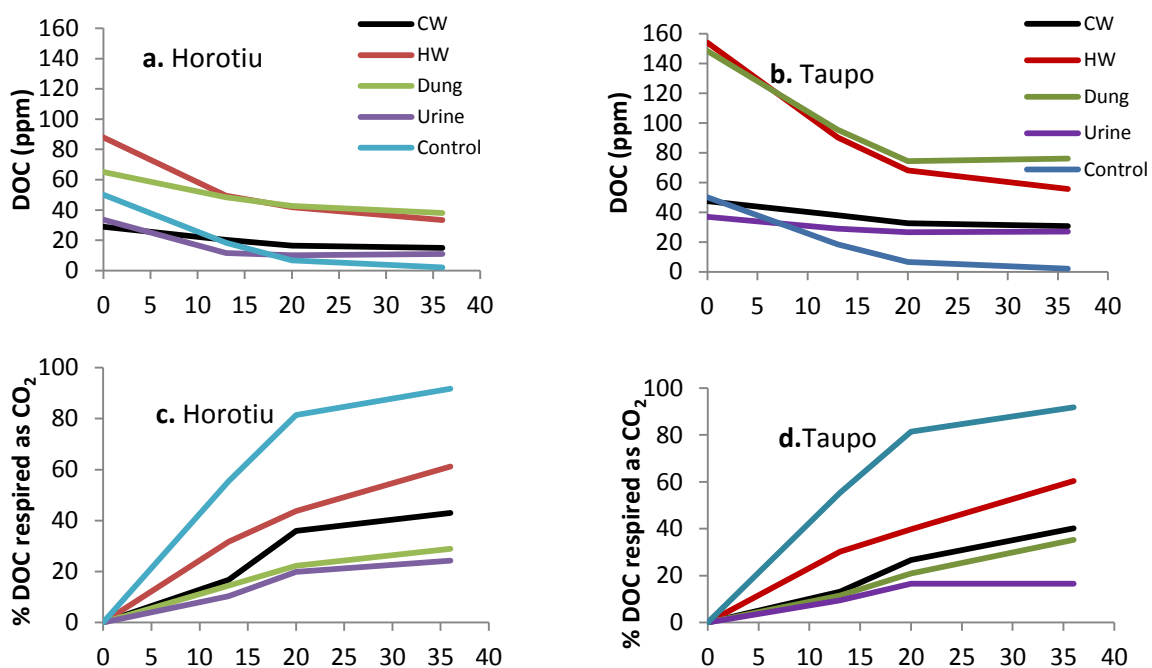 DOC (ppm)
160
140
120
100
80
60
40
20
0
0 5 10 15 20 25 30 35 40
a. Horotiu
CW
HW
Dung
Urine
Control
DOC (ppm)
160
140
120
100
80
60
40
20
0
0 5 10 15 20 25 30 35 40
b. Taupo
CW
HW
Dung
Urine
Control
% DOC respired as CO₂
100
80
60
40
20
0
0 5 10 15 20 25 30 35 40
c. Horotiu
% DOC respired as CO₂
100
80
60
40
20
0
0 5 10 15 20 25 30 35 40
d.Taupo